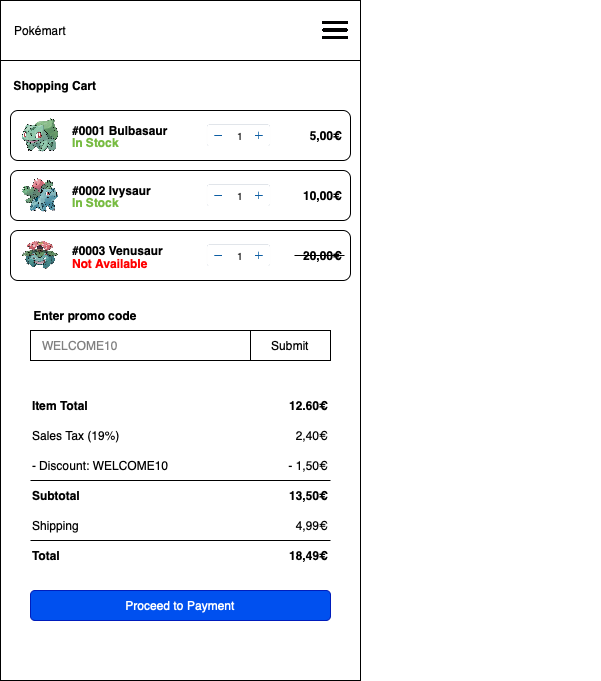 Pokémart
Shopping Cart
#0001 Bulbasaur
In Stock
− 1 + 5,00€
#0002 Ivysaur
In Stock
− 1 + 10,00€
#0003 Venusaur
Not Available
− 1 + 20,00€
Enter promo code
WELCOME10 Submit
Item Total 12.60€
Sales Tax (19%) 2,40€
- Discount: WELCOME10 - 1,50€
Subtotal 13,50€
Shipping 4,99€
Total 18,49€
Proceed to Payment